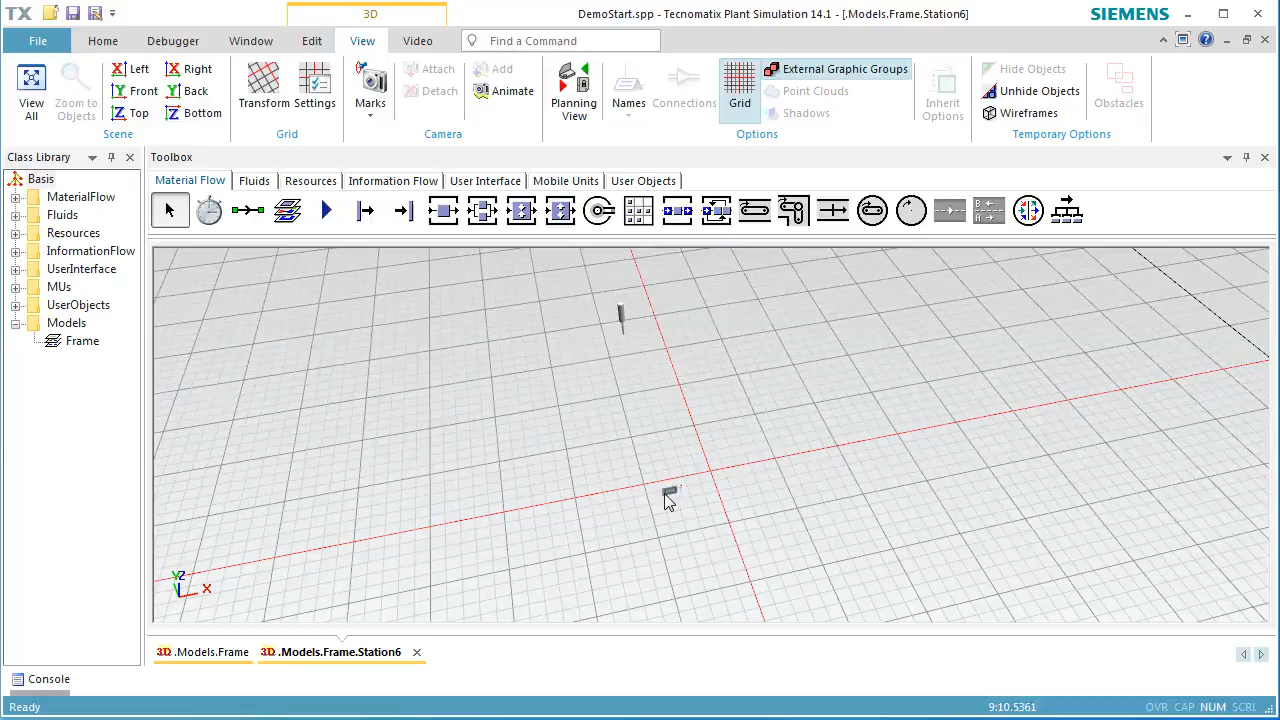 TX
3D
DemoStart.spp - Tecnomatix Plant Simulation 14.1 - [.Models.Frame.Station6]
SIEMENS
File
Home
Debugger
Window
Edit
View
Video
Find a Command
View All
Zoom to Objects
X Left
Y Front
Z Top
X Right
Y Back
Z Bottom
Scene
Transform
Settings
Grid
Marks
Attach
Detach
Add
Animate
Camera
Planning View
Names
Connections
Grid
External Graphic Groups
Point Clouds
Shadows
Options
Inherit Options
Hide Objects
Unhide Objects
Wireframes
Obstacles
Temporary Options
Class Library
Basis
MaterialFlow
Fluids
Resources
InformationFlow
UserInterface
MUs
UserObjects
Models
Frame
Toolbox
Material Flow
Fluids
Resources
Information Flow
User Interface
Mobile Units
User Objects
B
A
Y Z
X
3D .Models.Frame
3D .Models.Frame.Station6
Console
Ready
9:10.5361
OVR CAP NUM SCRL